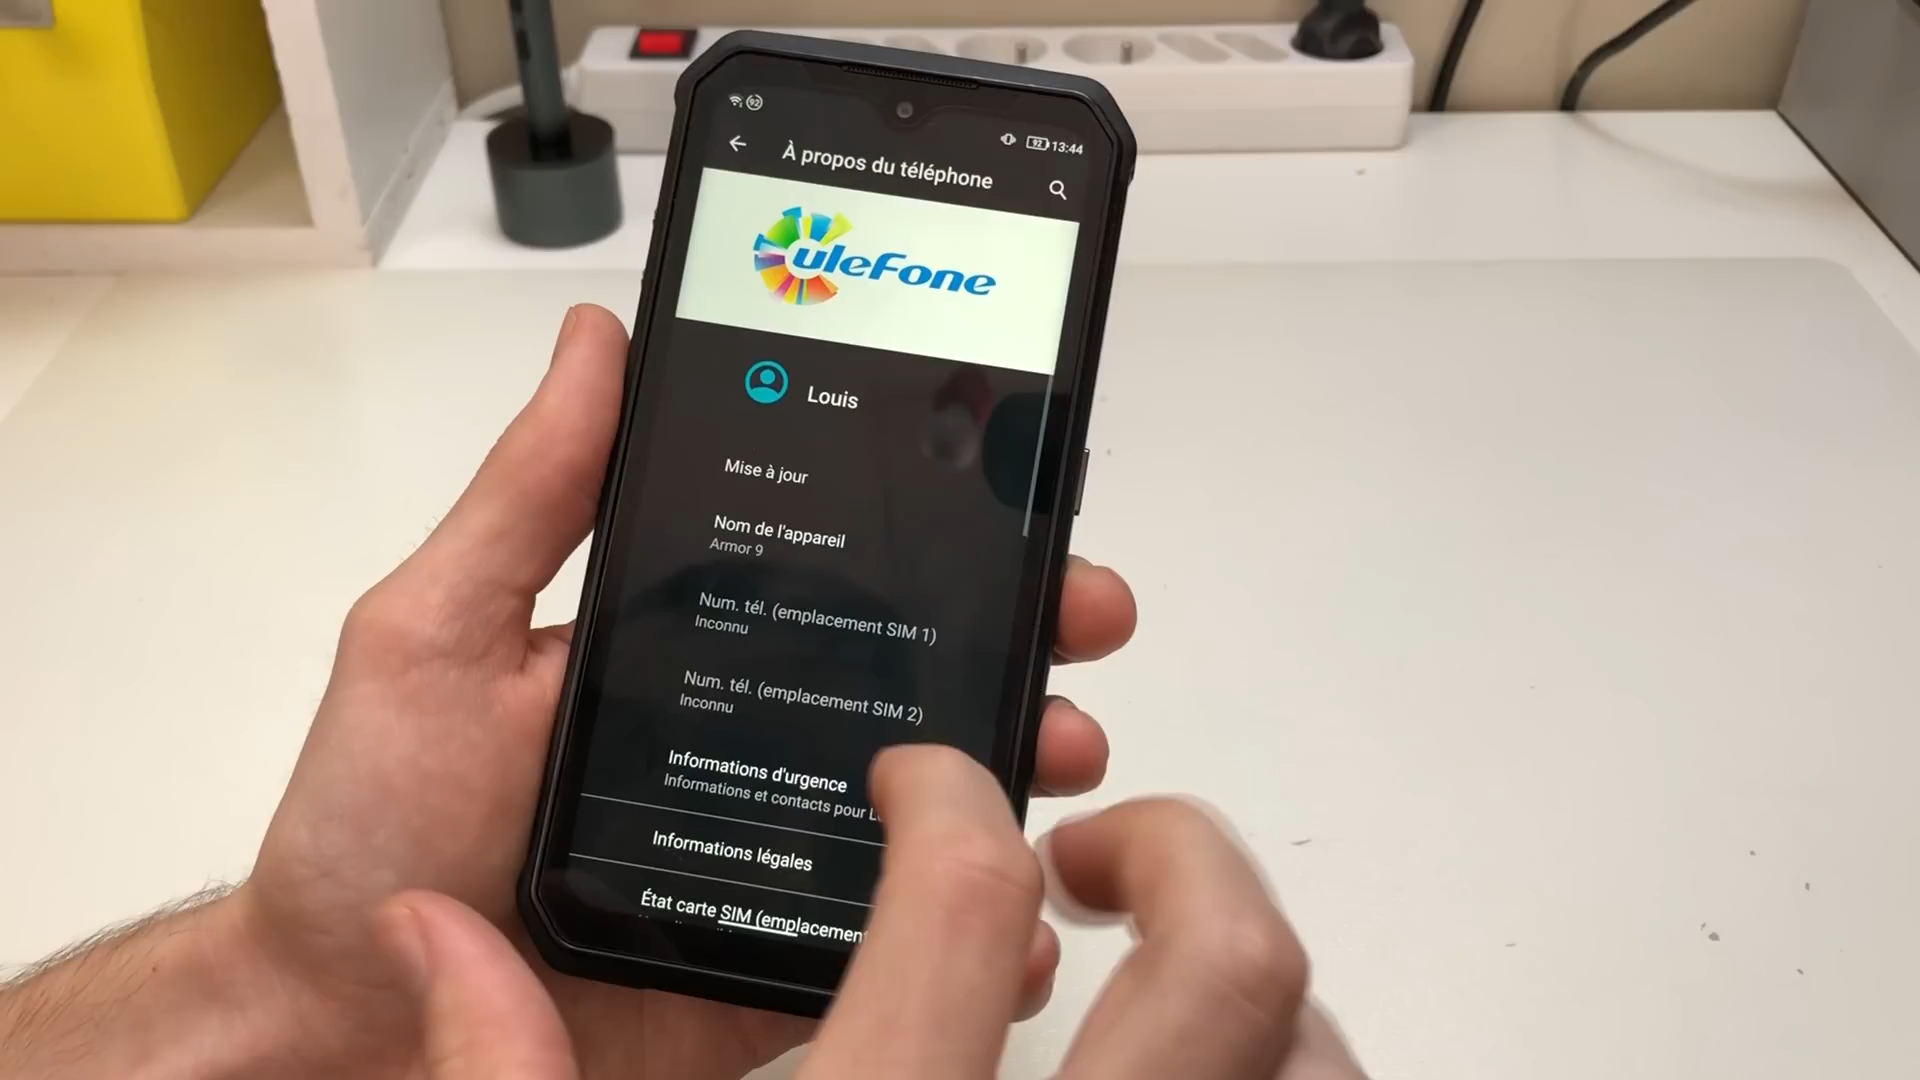 92
92 13:44
À propos du téléphone
uleFone
Louis
Mise à jour
Nom de l'appareil
Armor 9
Num. tél. (emplacement SIM 1)
Inconnu
Num. tél. (emplacement SIM 2)
Inconnu
Informations d'urgence
Informations et contacts pour
Informations légales
État carte SIM (emplacement